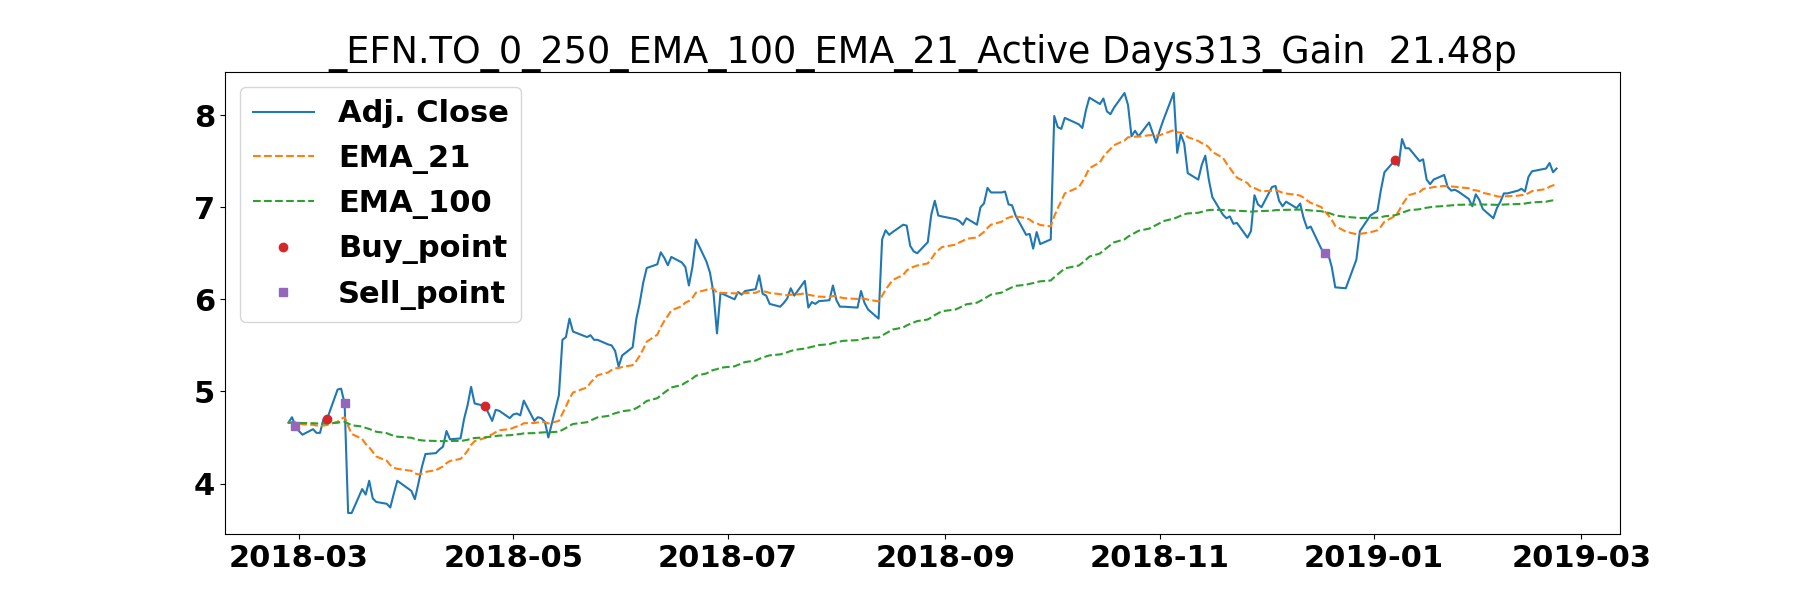 _EFN.TO_0_250_EMA_100_EMA_21_Active Days313_Gain  21.48p
Adj. Close
EMA_21
EMA_100
Buy_point
Sell_point
8
7
6
5
4
2018-03 2018-05 2018-07 2018-09 2018-11 2019-01 2019-03